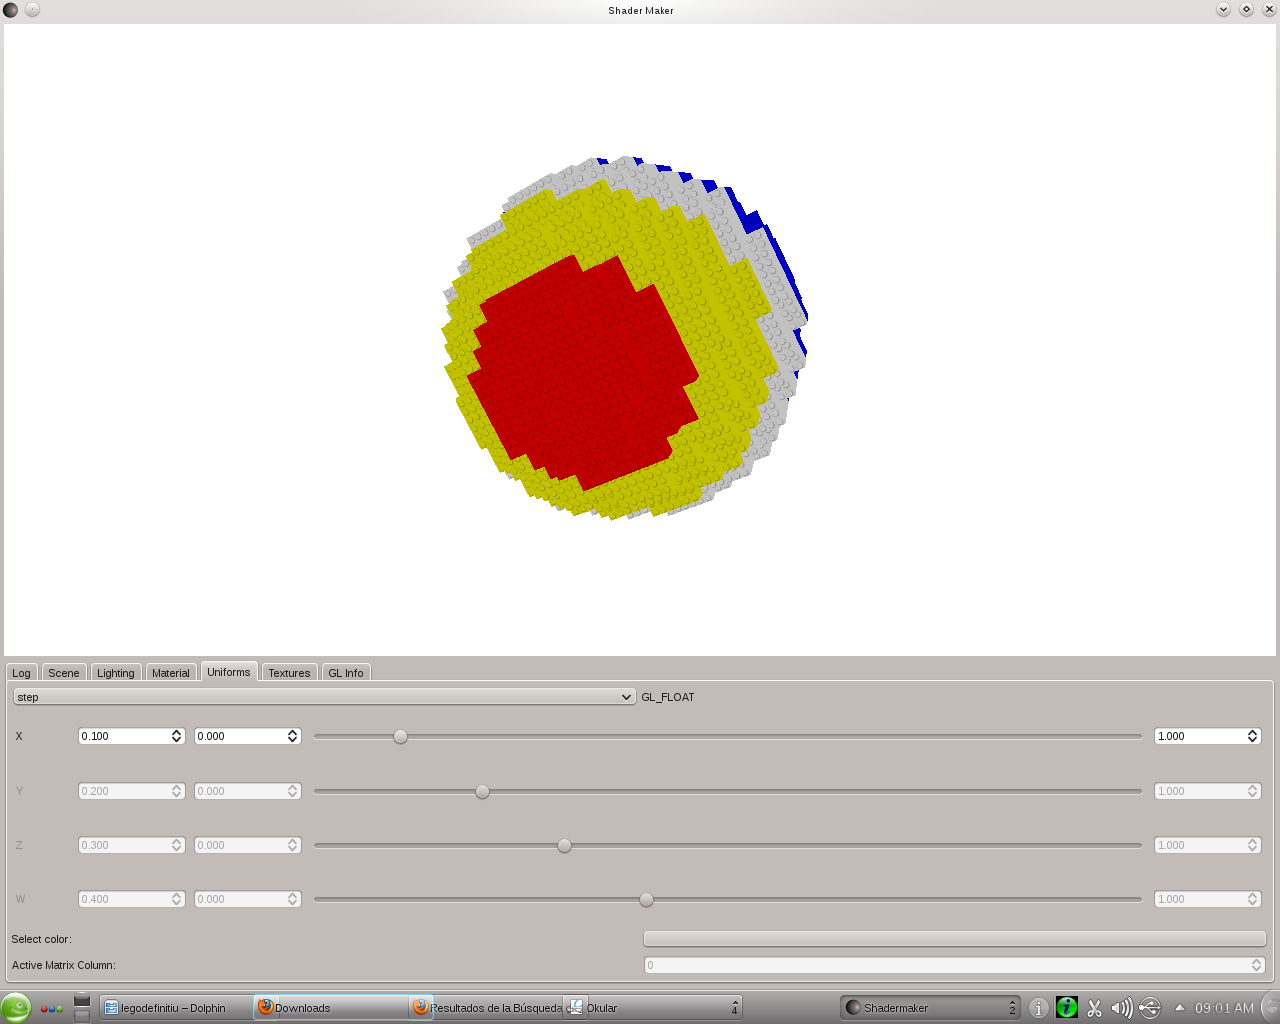 Shader Maker
Log Scene Lighting Material Uniforms Textures GL Info
step GL_FLOAT
X 0.100 0.000 1.000
Y 0.200 0.000 1.000
Z 0.300 0.000 1.000
W 0.400 0.000 1.000
Select color:
Active Matrix Column: 0
legodefinitiu – Dolphin Downloads Resultados de la Búsqueda Okular 4 Shadermaker 2 09:01 AM